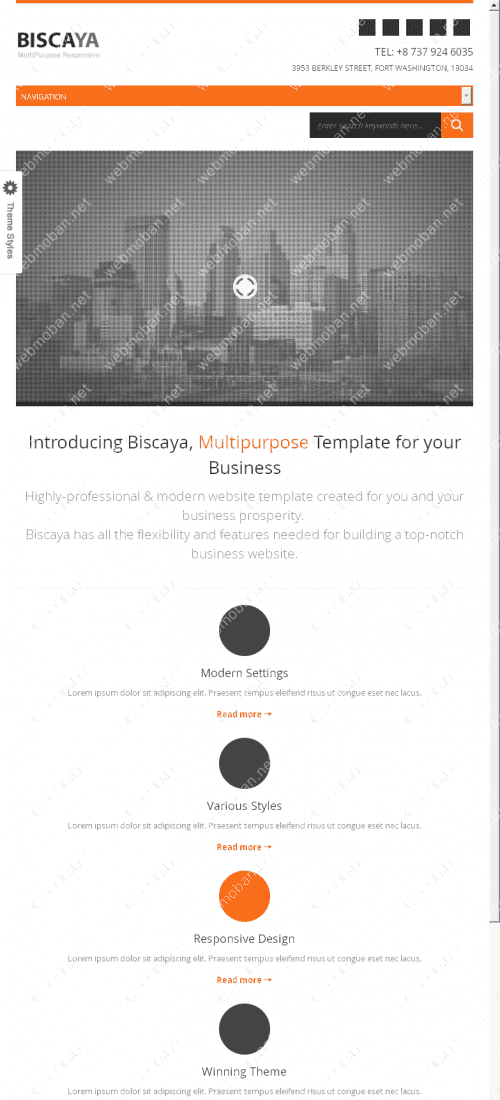 BISCAYA
MultiPurpose Responsive
TEL: +8 737 924 6035
3953 BERKLEY STREET, FORT WASHINGTON, 19034
NAVIGATION
Enter search keywords here...
Theme Styles
webmoban.net
Introducing Biscaya, Multipurpose Template for your
Business
Highly-professional & modern website template created for you and your
business prosperity.
Biscaya has all the flexibility and features needed for building a top-notch
business website.
Modern Settings
Lorem ipsum dolor sit adipiscing elit. Praesent tempus eleifend risus ut congue eset nec lacus.
Read more →
Various Styles
Lorem ipsum dolor sit adipiscing elit. Praesent tempus eleifend risus ut congue eset nec lacus.
Read more →
Responsive Design
Lorem ipsum dolor sit adipiscing elit. Praesent tempus eleifend risus ut congue eset nec lacus.
Read more →
Winning Theme
Lorem ipsum dolor sit adipiscing elit. Praesent tempus eleifend risus ut congue eset nec lacus.